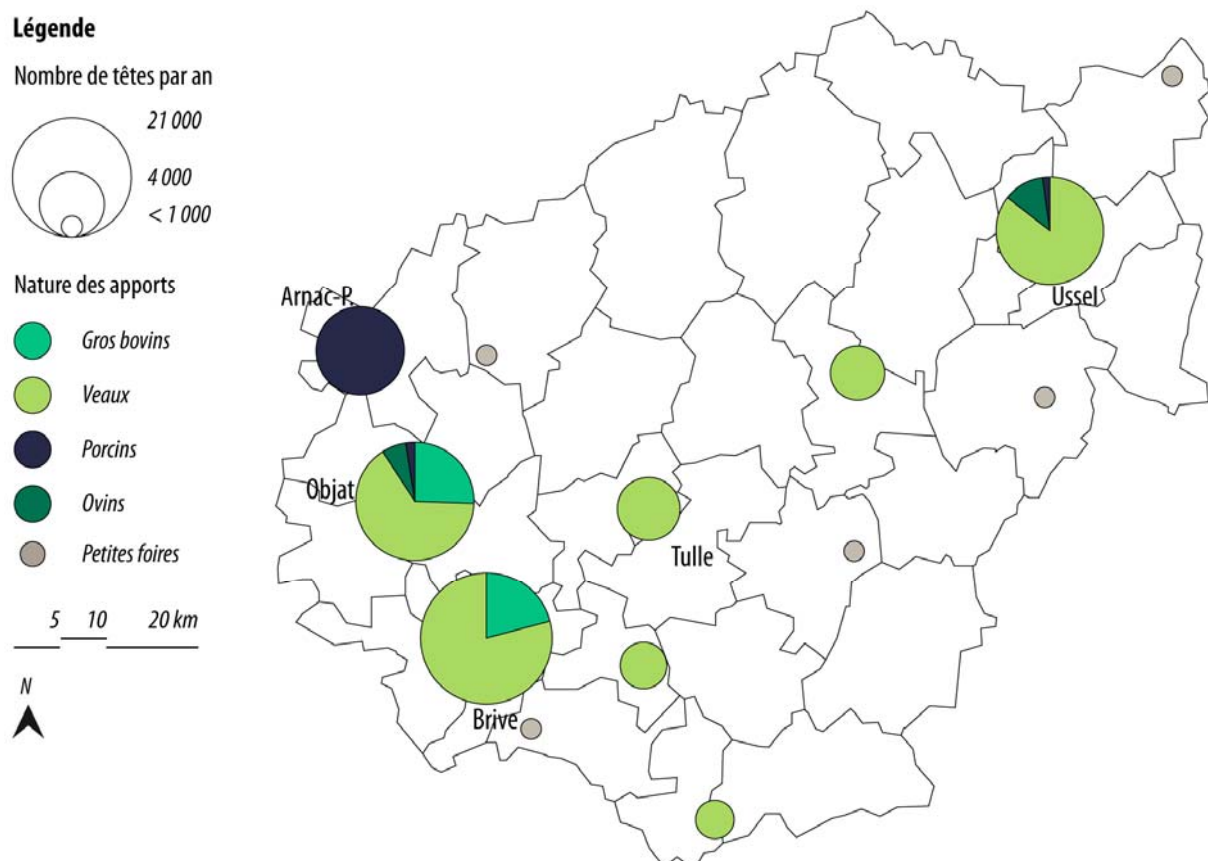 Légende
Nombre de têtes par an
21 000
4 000
< 1 000
Nature des apports
Gros bovins
Veaux
Porcins
Ovins
Petites foires
5 10 20 km
N
Arnac-P.
Ussel
Objat
Tulle
Brive